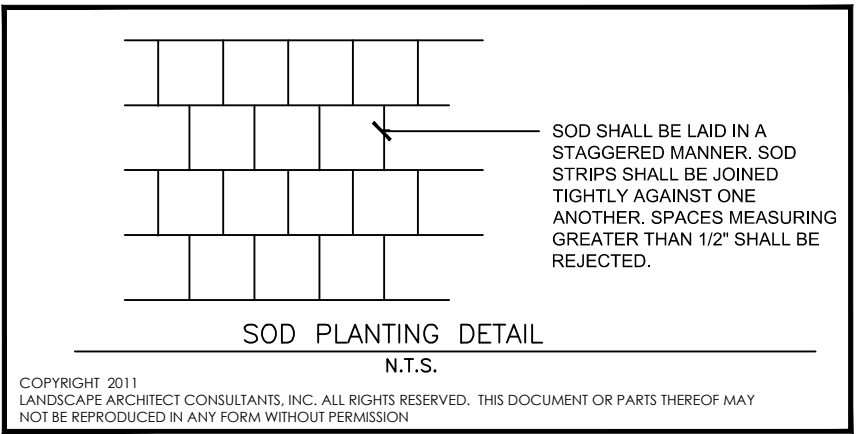 SOD SHALL BE LAID IN A
STAGGERED MANNER. SOD
STRIPS SHALL BE JOINED
TIGHTLY AGAINST ONE
ANOTHER. SPACES MEASURING
GREATER THAN 1/2" SHALL BE
REJECTED.
SOD PLANTING DETAIL
N.T.S.
COPYRIGHT 2011
LANDSCAPE ARCHITECT CONSULTANTS, INC. ALL RIGHTS RESERVED. THIS DOCUMENT OR PARTS THEREOF MAY
NOT BE REPRODUCED IN ANY FORM WITHOUT PERMISSION